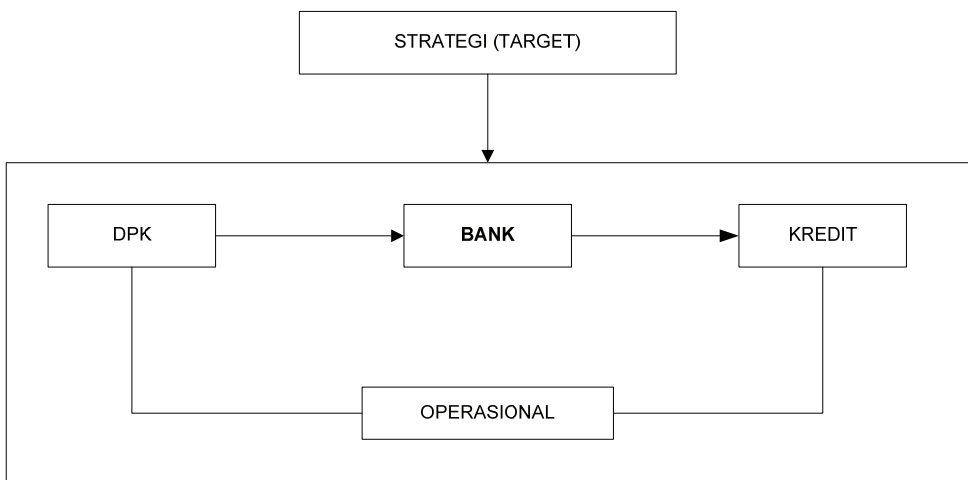 STRATEGI (TARGET)
DPK
BANK
KREDIT
OPERASIONAL